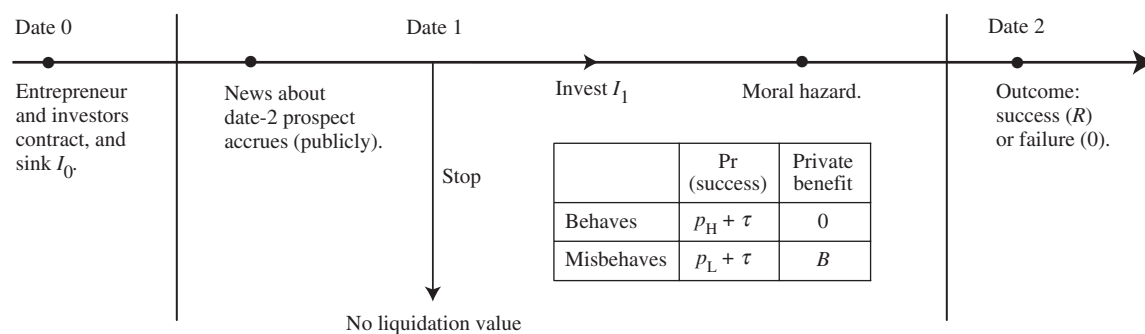 Date 0
Date 1
Date 2
Entrepreneur
and investors
contract, and
sink I0.
News about
date-2 prospect
accrues (publicly).
Invest I1
Moral hazard.
Outcome:
success (R)
or failure (0).
Stop
Pr
(success)
Private
benefit
Behaves
pH + τ
0
Misbehaves
pL + τ
B
No liquidation value